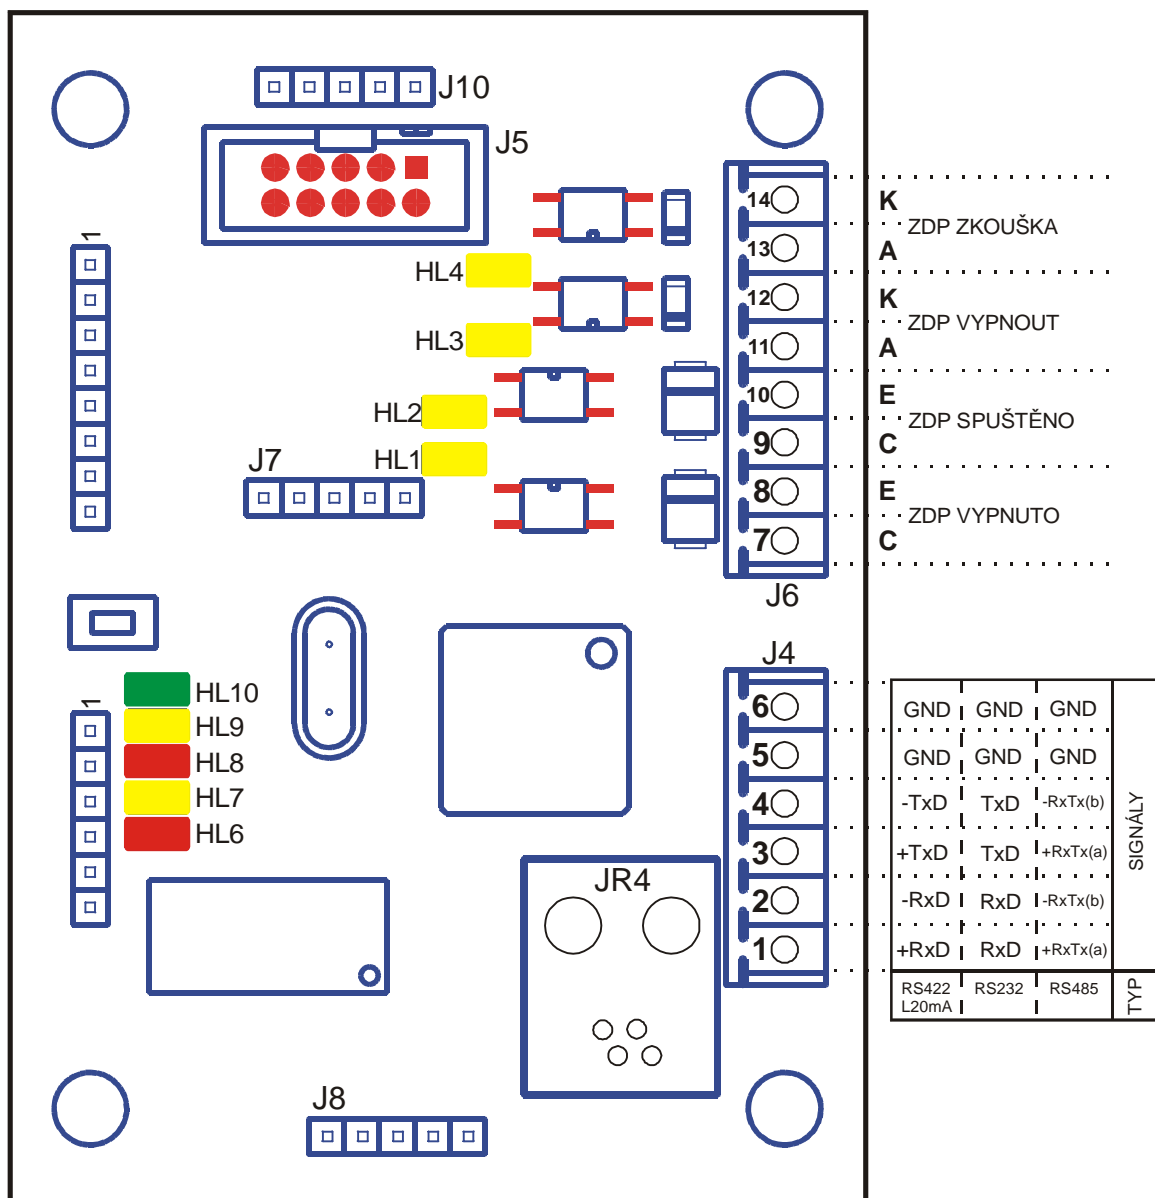 J10
J5
1
HL4
HL3
HL2
HL1
J7
14 K
ZDP ZKOUŠKA
13 A
12 K
ZDP VYPNOUT
11 A
10 E
ZDP SPUŠTĚNO
9 C
8 E
ZDP VYPNUTO
7 C
J6
J4
1
HL10
HL9
HL8
HL7
HL6
JR4
6 GND GND GND
5 GND GND GND
4 -TxD TxD -RxTx(b)
3 +TxD TxD +RxTx(a)
2 -RxD RxD -RxTx(b)
1 +RxD RxD +RxTx(a)
SIGNÁLY
RS422 RS232 RS485
L20mA
TYP
J8